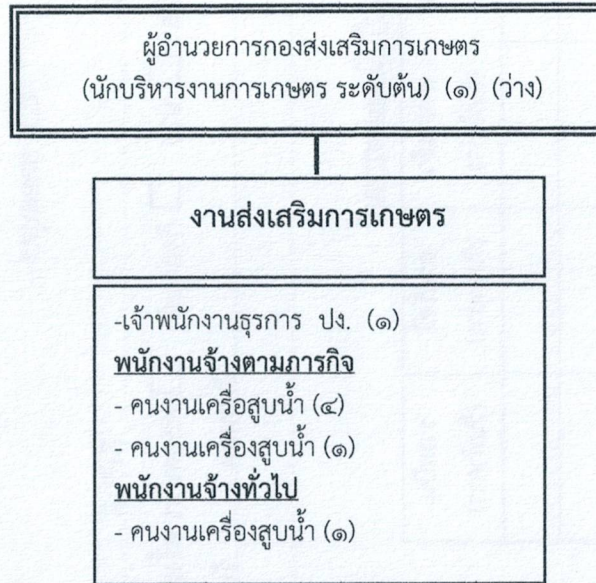 ผู้อำนวยการกองส่งเสริมการเกษตร
(นักบริหารงานการเกษตร ระดับต้น) (๑) (ว่าง)
งานส่งเสริมการเกษตร
-เจ้าพนักงานธุรการ ปง. (๑)
พนักงานจ้างตามภารกิจ
- คนงานเครื่อสูบน้ำ (๔)
- คนงานเครื่องสูบน้ำ (๑)
พนักงานจ้างทั่วไป
- คนงานเครื่องสูบน้ำ (๑)